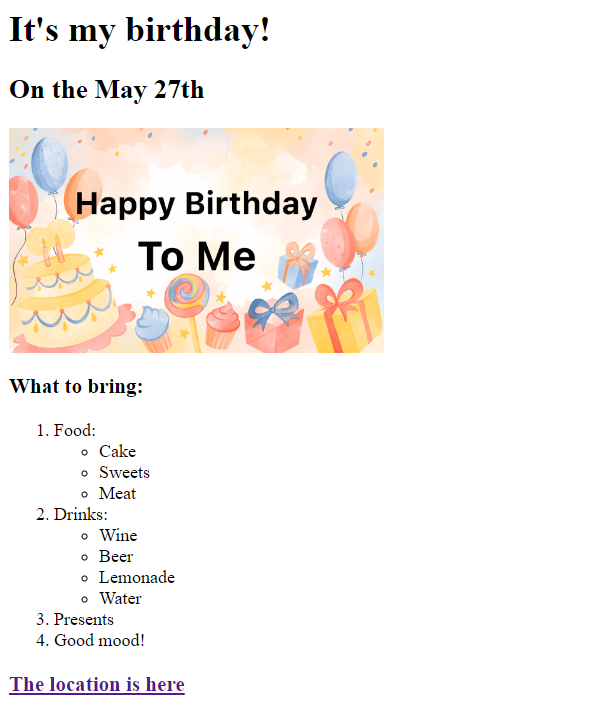 It's my birthday!
On the May 27th
Happy Birthday
To Me
What to bring:
1. Food:
Cake
Sweets
Meat
2. Drinks:
Wine
Beer
Lemonade
Water
3. Presents
4. Good mood!
The location is here